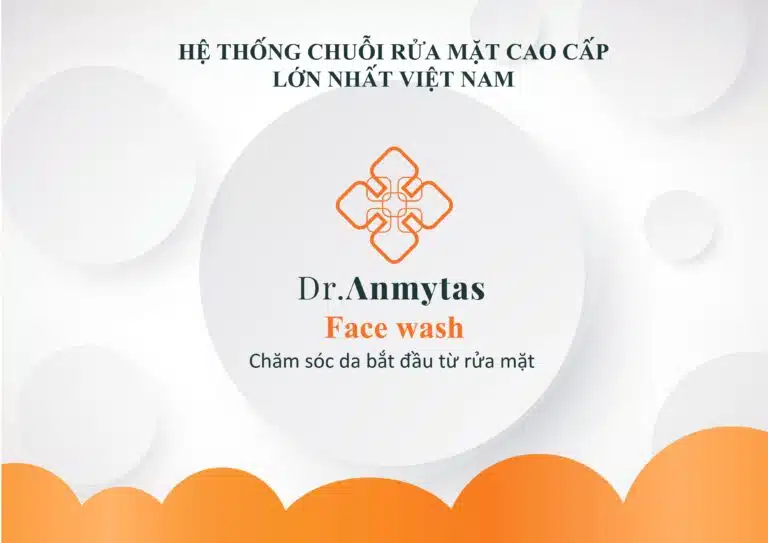 HỆ THỐNG CHUỖI RỬA MẶT CAO CẤP
LỚN NHẤT VIỆT NAM
Dr.Anmytas
Face wash
Chăm sóc da bắt đầu từ rửa mặt